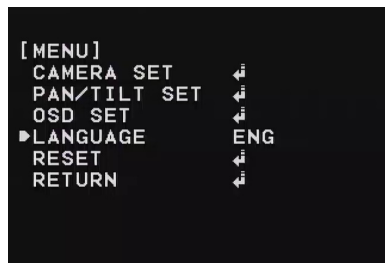 [MENU]
CAMERA SET ↲
PAN/TILT SET ↲
OSD SET ↲
▶LANGUAGE ENG
RESET ↲
RETURN ↲